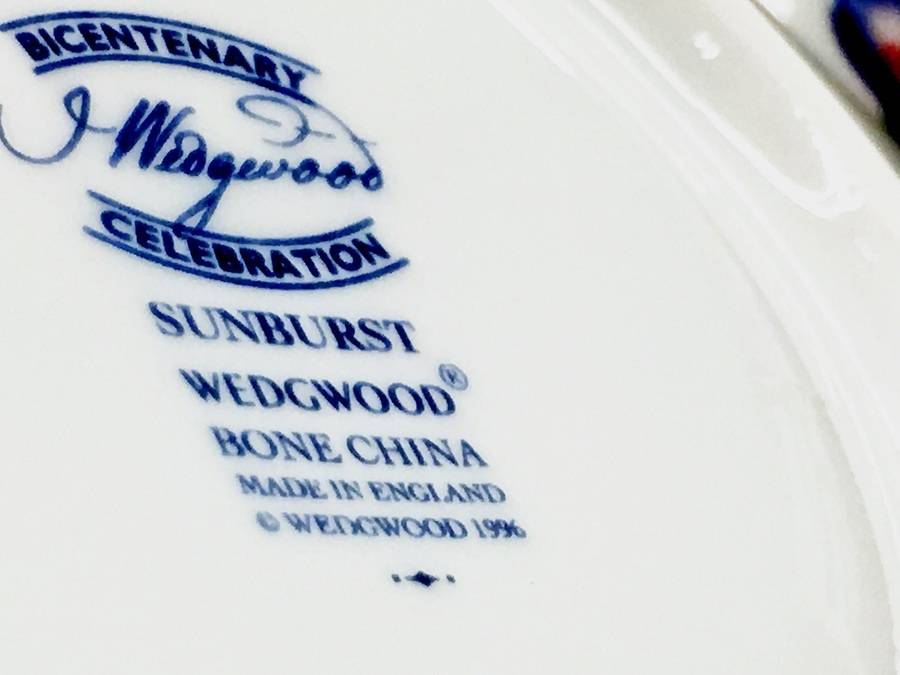 BICENTENARY
J Wedgwood
CELEBRATION
SUNBURST
WEDGWOOD®
BONE CHINA
MADE IN ENGLAND
© WEDGWOOD 1996